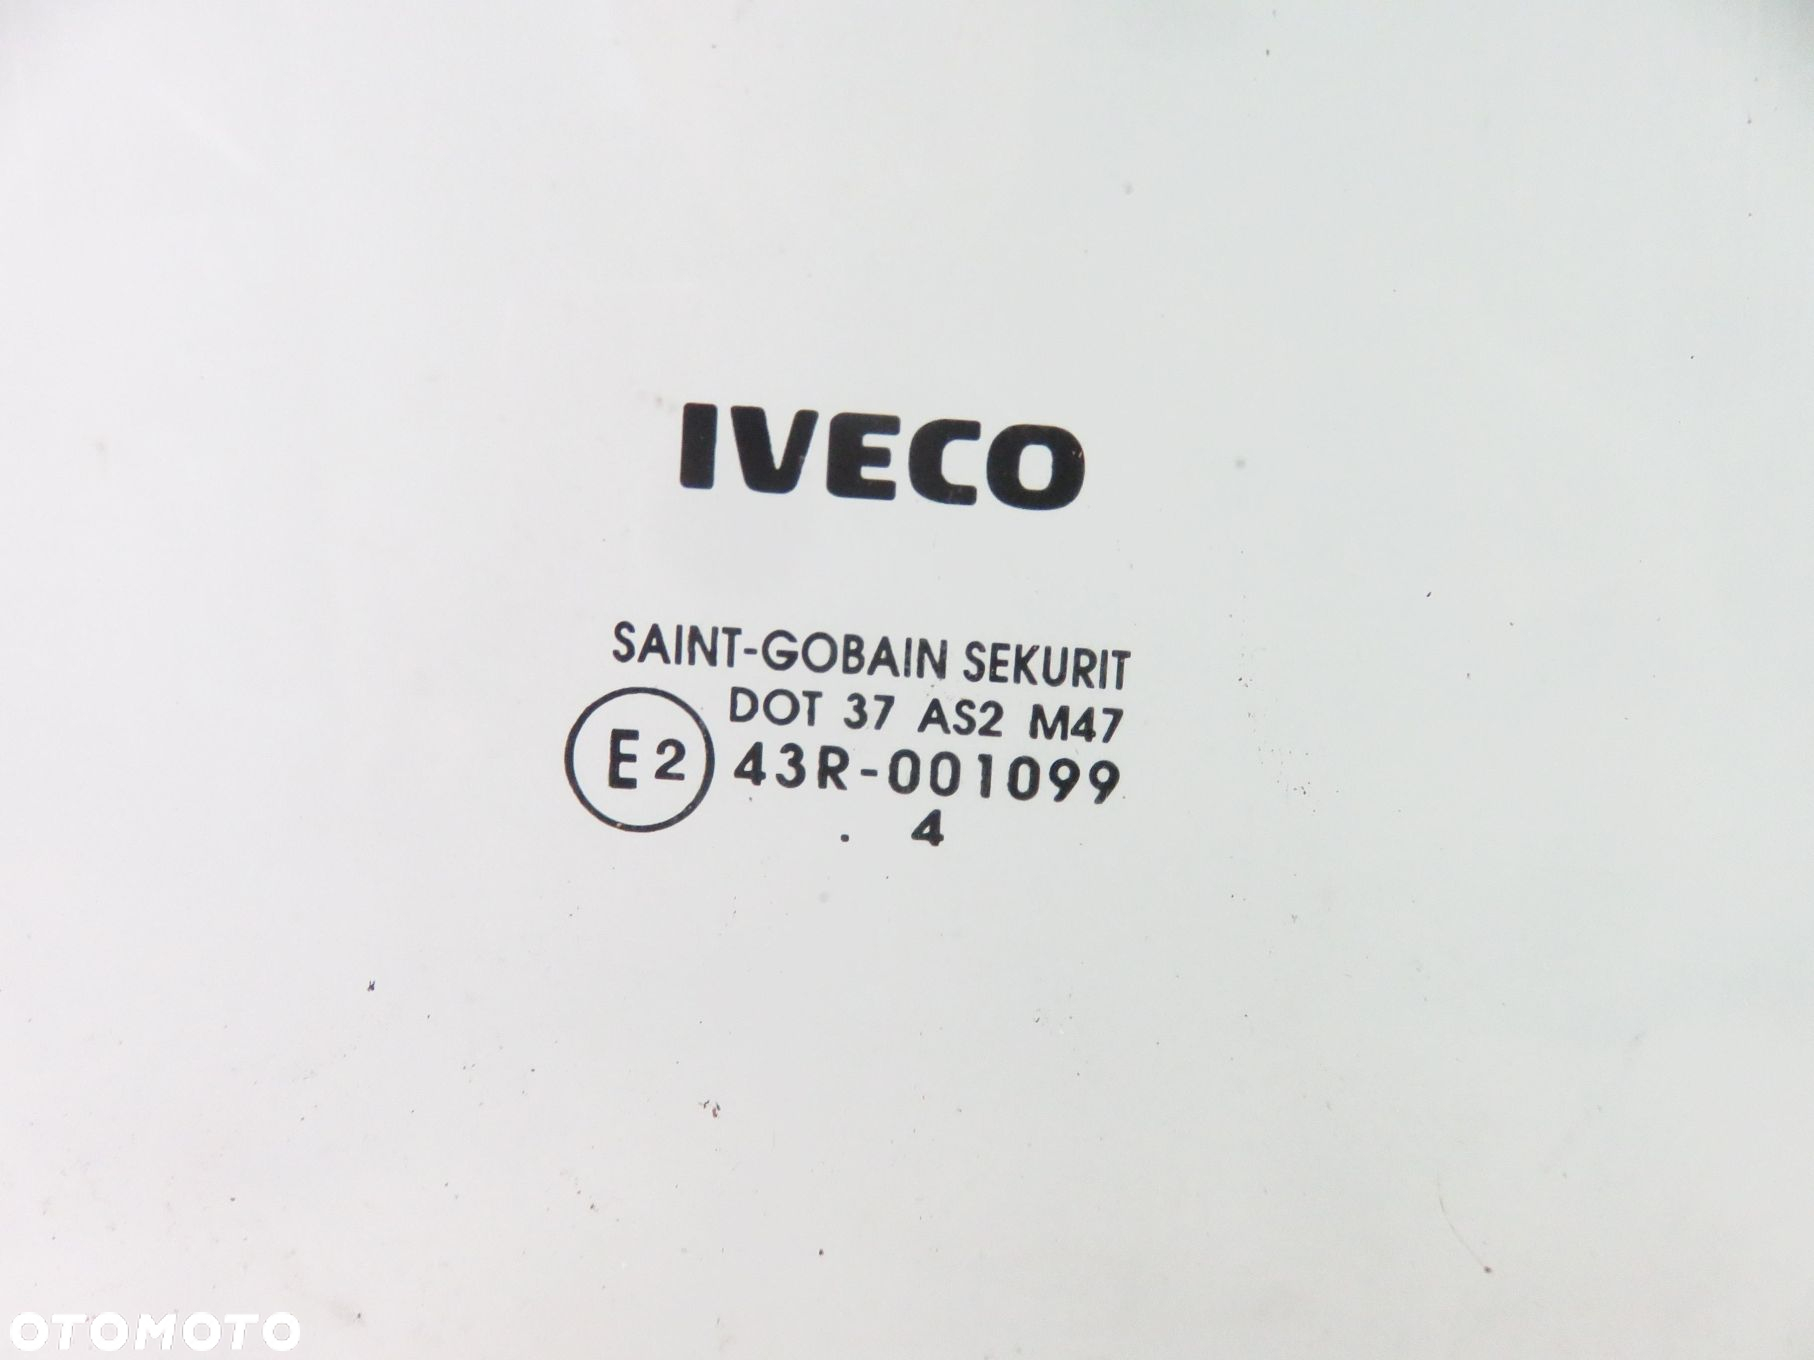 IVECO
SAINT-GOBAIN SEKURIT
DOT 37 AS2 M47
E2 43R-001099
. 4
OTOMOTO